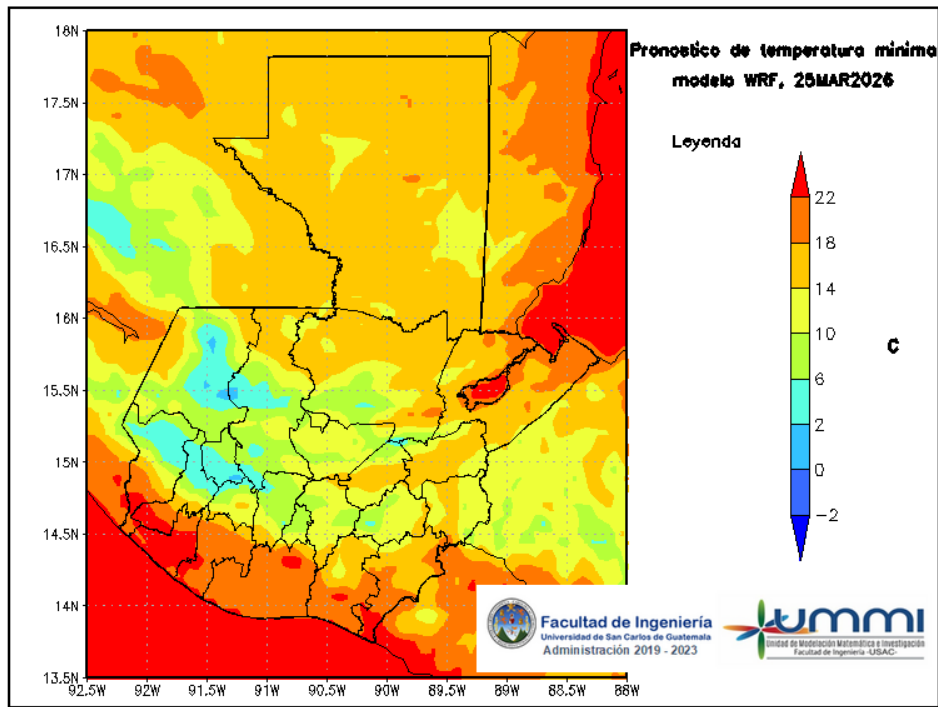 Pronostico de temperatura minima
modelo WRF, 25MAR2026
Leyenda
22
18
14
10
6
2
0
−2
C
18N
17.5N
17N
16.5N
16N
15.5N
15N
14.5N
14N
13.5N
92.5W
92W
91.5W
91W
90.5W
90W
89.5W
89W
88.5W
88W
Facultad de Ingeniería
Universidad de San Carlos de Guatemala
Administración 2019 - 2023
ummi
Unidad de Modelación Matemática e Investigación
Facultad de Ingeniería -USAC-